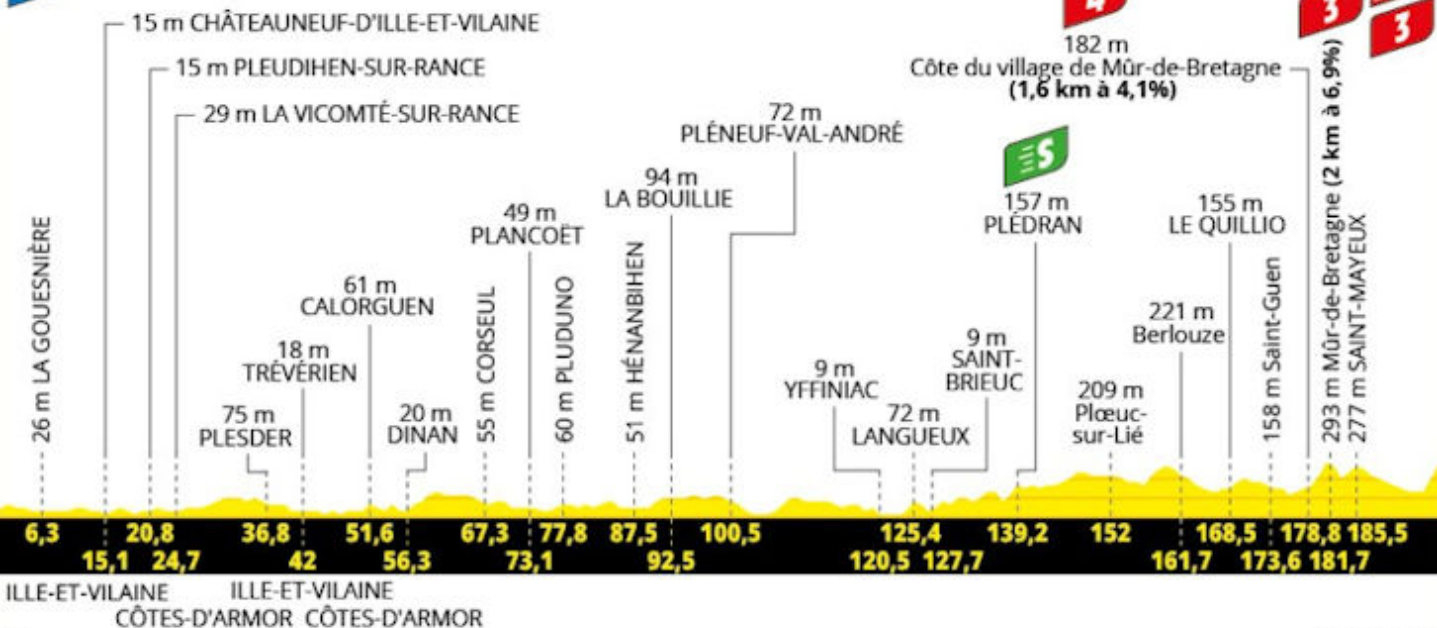 15 m CHÂTEAUNEUF-D'ILLE-ET-VILAINE
15 m PLEUDIHEN-SUR-RANCE
29 m LA VICOMTÉ-SUR-RANCE
4
3
3
182 m
Côte du village de Mûr-de-Bretagne
(1,6 km à 4,1%)
72 m
PLÉNEUF-VAL-ANDRÉ
S
94 m
LA BOUILLIE
157 m
PLÉDRAN
155 m
LE QUILLIO
49 m
PLANCOËT
61 m
CALORGUEN
221 m
Berlouze
18 m
TRÉVÉRIEN
9 m
SAINT-
BRIEUC
9 m
YFFINIAC
75 m
PLESDER
20 m
DINAN
72 m
LANGUEUX
209 m
Plœuc-
sur-Lié
26 m LA GOUESNIÈRE
55 m CORSEUL
60 m PLUDUNO
51 m HÉNANBIHEN
158 m Saint-Guen
293 m Mûr-de-Bretagne (2 km à 6,9%)
277 m SAINT-MAYEUX
6,3 20,8 36,8 51,6 67,3 77,8 87,5 100,5 125,4 139,2 152 168,5 178,8 185,5
15,1 24,7 42 56,3 73,1 92,5 120,5 127,7 161,7 173,6 181,7
ILLE-ET-VILAINE ILLE-ET-VILAINE
CÔTES-D'ARMOR CÔTES-D'ARMOR